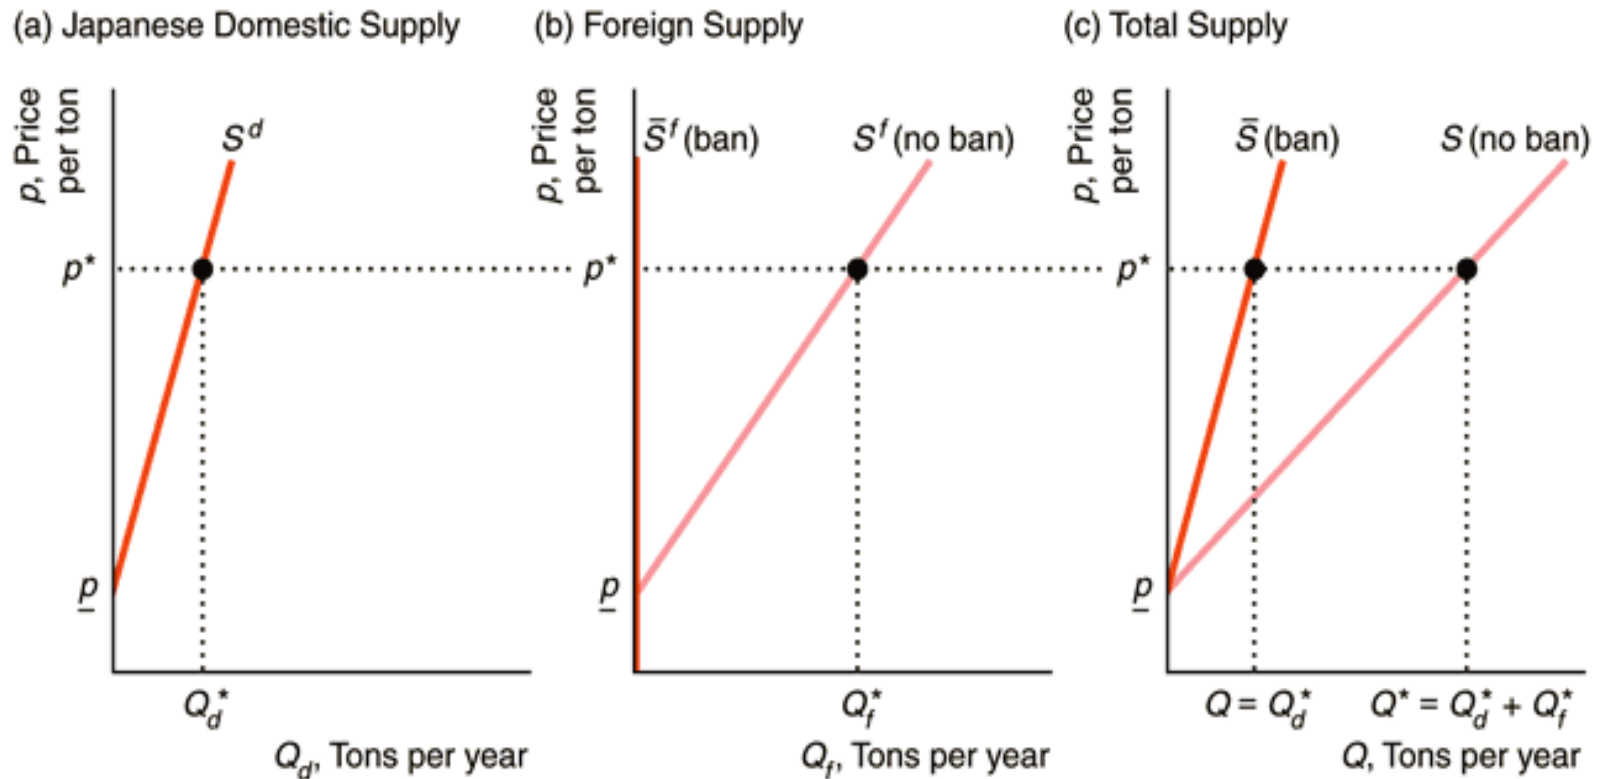 (a) Japanese Domestic Supply
p, Price
per ton
S^d
p*
p̲
Q_d*
Q_d, Tons per year
(b) Foreign Supply
p, Price
per ton
S̄^f (ban)
S^f (no ban)
p*
p̲
Q_f*
Q_f, Tons per year
(c) Total Supply
p, Price
per ton
S̄ (ban)
S (no ban)
p*
p̲
Q = Q_d*
Q* = Q_d* + Q_f*
Q, Tons per year